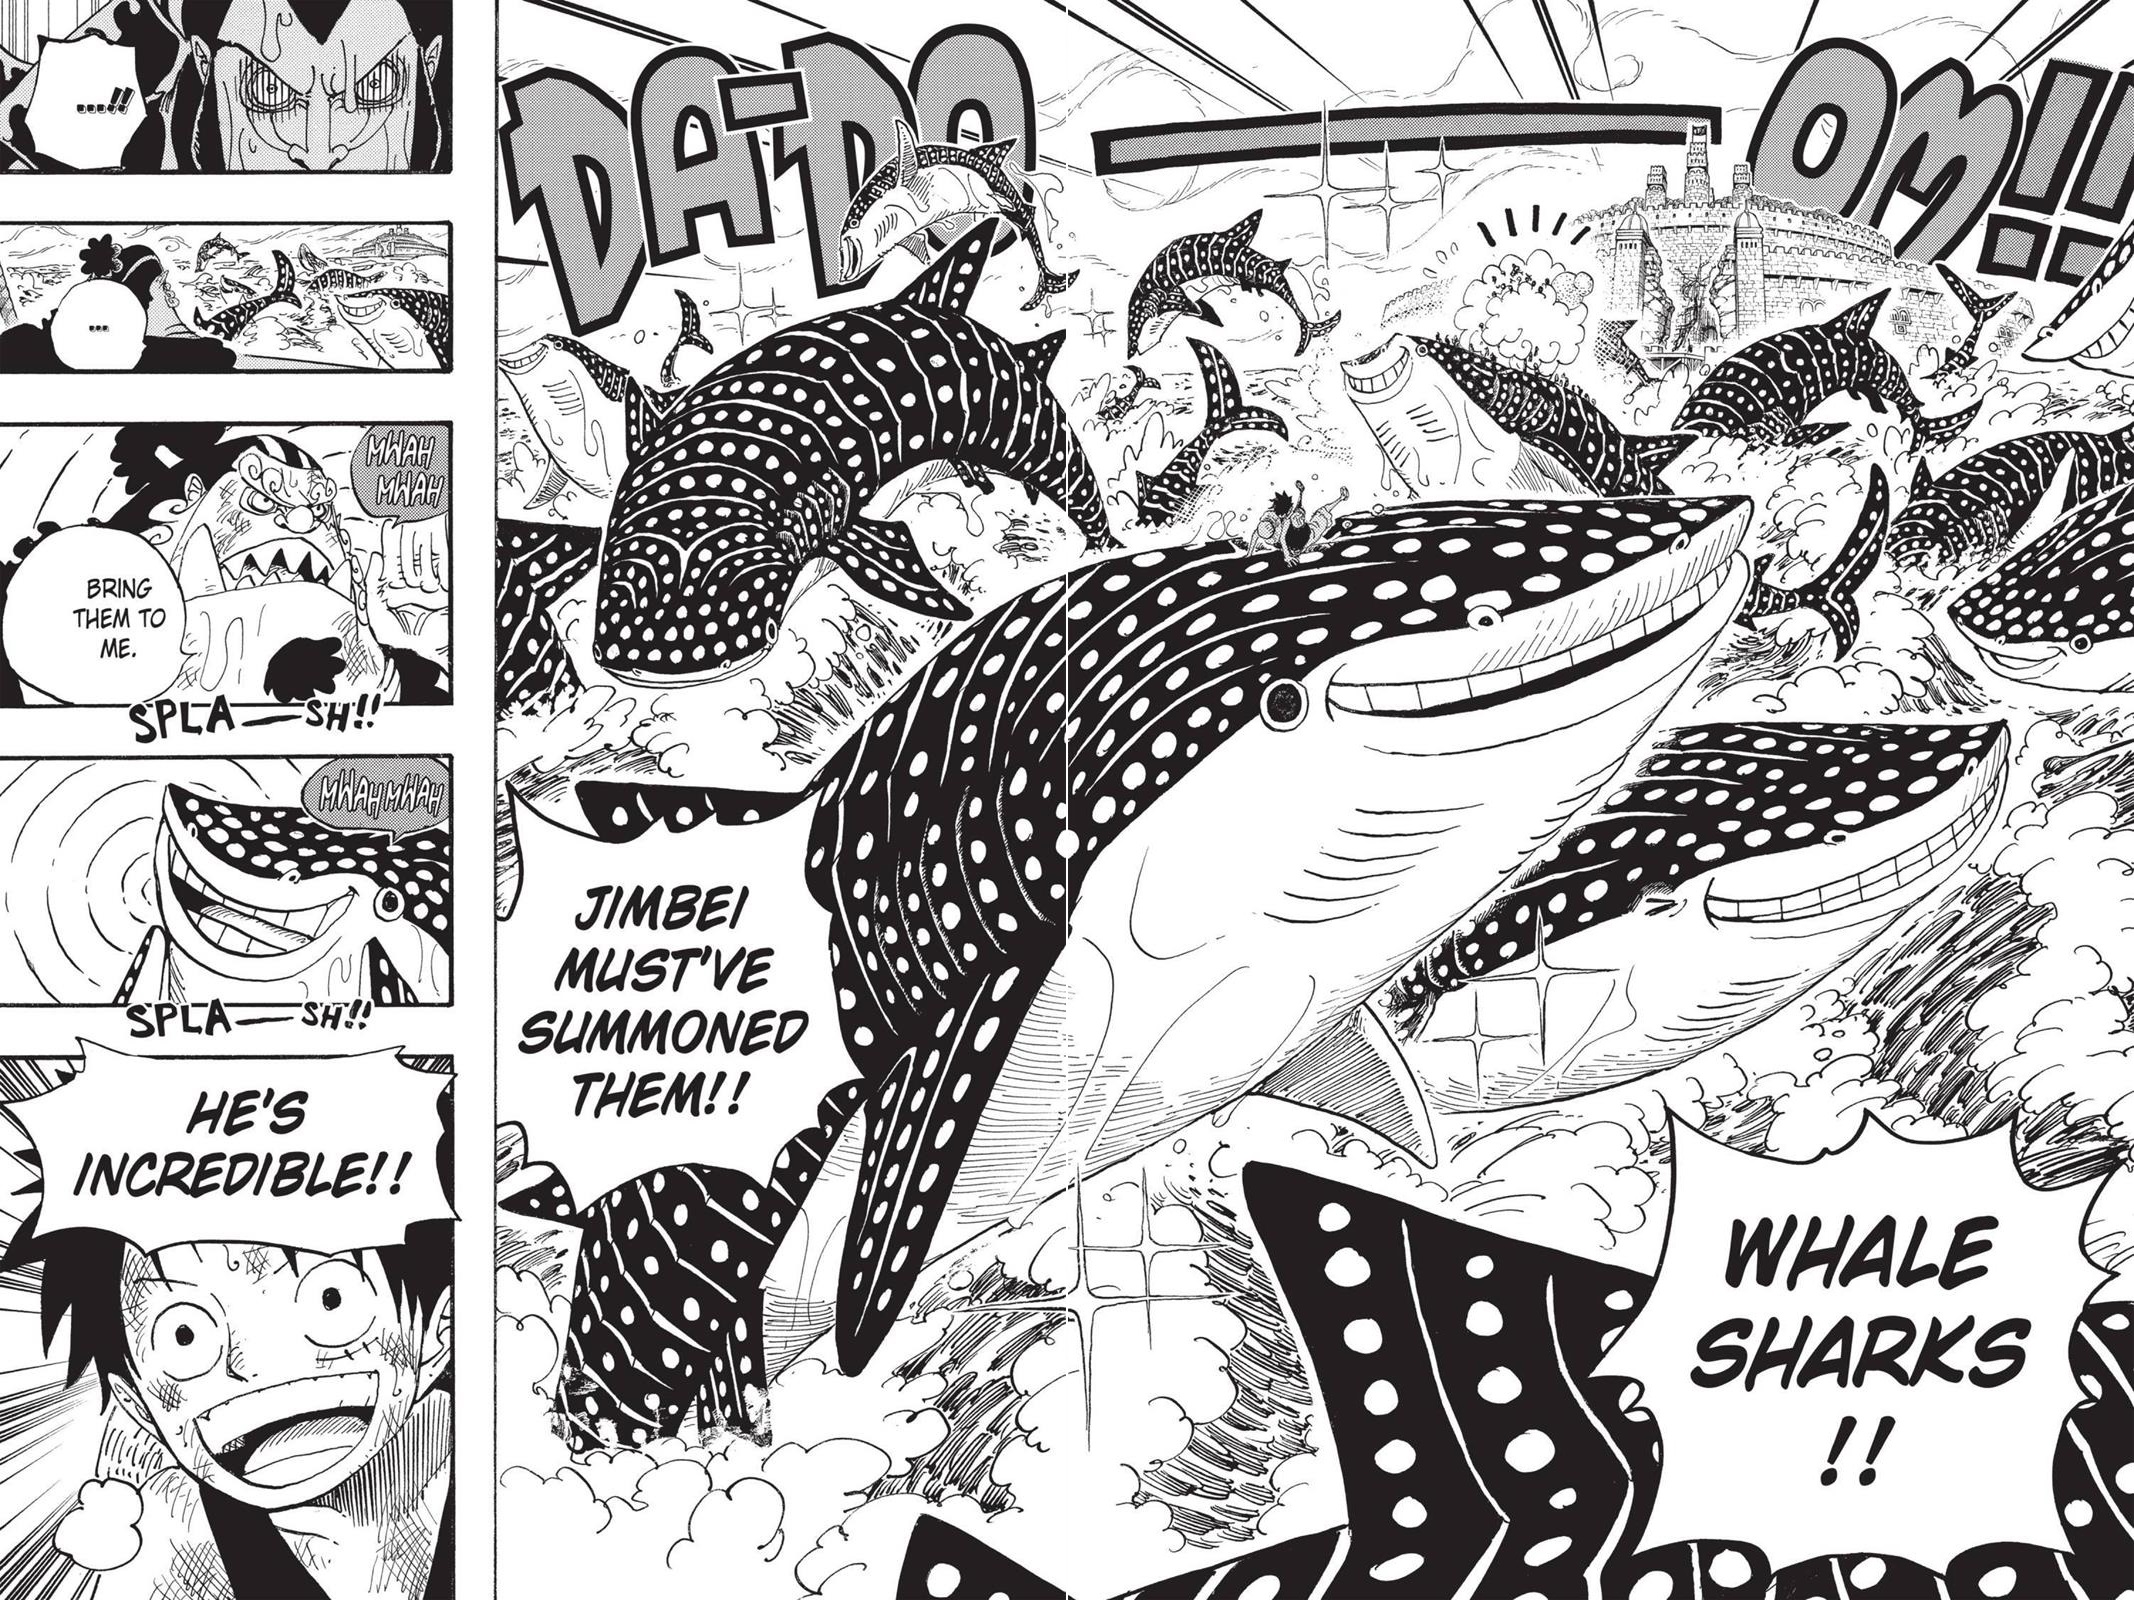 DA-DO
OM!!
WHALE
SHARKS
!!
JIMBEI
MUST'VE
SUMMONED
THEM!!
....!!
...
MWAH
MWAH
BRING
THEM TO
ME.
SPLA—SH!!
MWAH MWAH
SPLA—SH!!
HE'S
INCREDIBLE!!